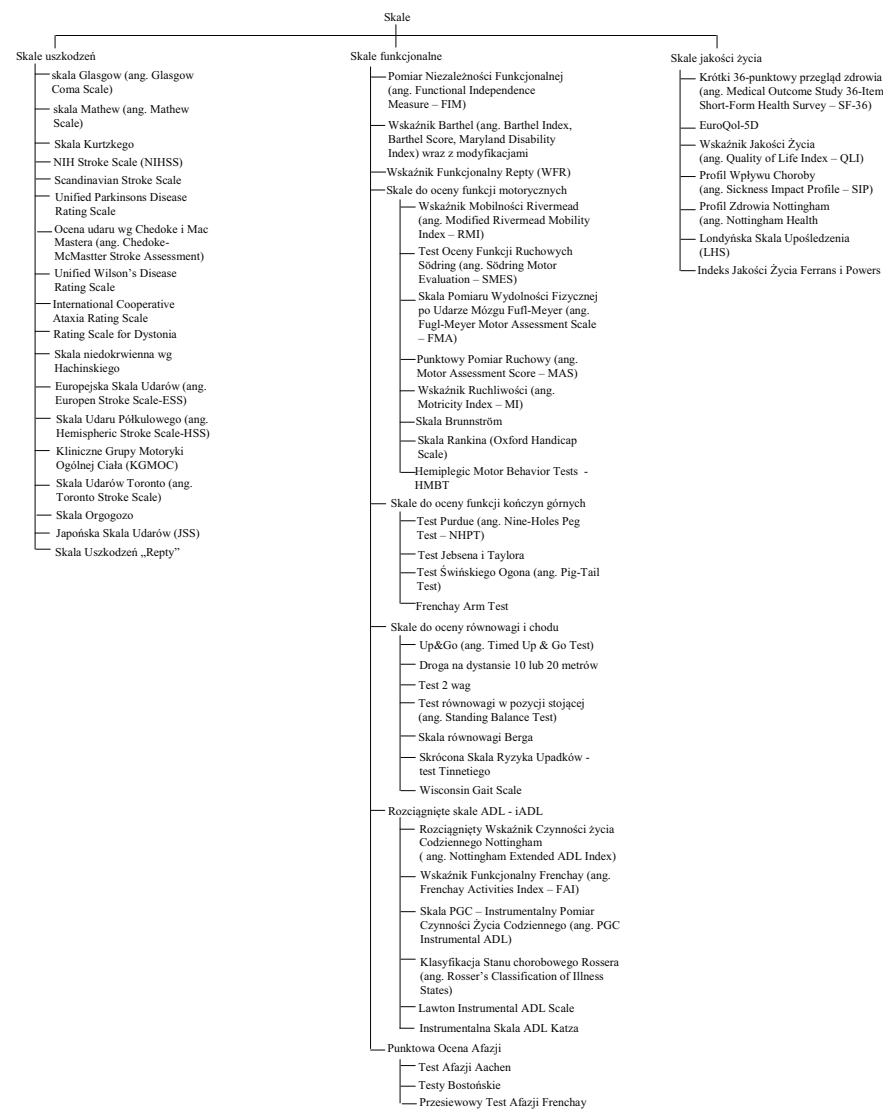 Skale
Skale uszkodzeń
skala Glasgow (ang. Glasgow
Coma Scale)
skala Mathew (ang. Mathew
Scale)
Skala Kurtzkego
NIH Stroke Scale (NIHSS)
Scandinavian Stroke Scale
Unified Parkinsons Disease
Rating Scale
Ocena udaru wg Chedoke i Mac
Mastera (ang. Chedoke-
McMastter Stroke Assessment)
Unified Wilson's Disease
Rating Scale
International Cooperative
Ataxia Rating Scale
Rating Scale for Dystonia
Skala niedokrwienna wg
Hachinskiego
Europejska Skala Udarów (ang.
Europen Stroke Scale-ESS)
Skala Udaru Półkulowego (ang.
Hemispheric Stroke Scale-HSS)
Kliniczne Grupy Motoryki
Ogólnej Ciała (KGMOC)
Skala Udarów Toronto (ang.
Toronto Stroke Scale)
Skala Orgogozo
Japońska Skala Udarów (JSS)
Skala Uszkodzeń „Repty”
Skale funkcjonalne
Pomiar Niezależności Funkcjonalnej
(ang. Functional Independence
Measure – FIM)
Wskaźnik Barthel (ang. Barthel Index,
Barthel Score, Maryland Disability
Index) wraz z modyfikacjami
Wskaźnik Funkcjonalny Repty (WFR)
Skale do oceny funkcji motorycznych
Wskaźnik Mobilności Rivermead
(ang. Modified Rivermead Mobility
Index – RMI)
Test Oceny Funkcji Ruchowych
Södring (ang. Södring Motor
Evaluation – SMES)
Skala Pomiaru Wydolności Fizycznej
po Udarze Mózgu Fufl-Meyer (ang.
Fugl-Meyer Motor Assessment Scale
– FMA)
Punktowy Pomiar Ruchowy (ang.
Motor Assessment Score – MAS)
Wskaźnik Ruchliwości (ang.
Motricity Index – MI)
Skala Brunnström
Skala Rankina (Oxford Handicap
Scale)
Hemiplegic Motor Behavior Tests -
HMBT
Skale do oceny funkcji kończyn górnych
Test Purdue (ang. Nine-Holes Peg
Test – NHPT)
Test Jebsena i Taylora
Test Świńskiego Ogona (ang. Pig-Tail
Test)
Frenchay Arm Test
Skale do oceny równowagi i chodu
Up&Go (ang. Timed Up & Go Test)
Droga na dystansie 10 lub 20 metrów
Test 2 wag
Test równowagi w pozycji stojącej
(ang. Standing Balance Test)
Skala równowagi Berga
Skrócona Skala Ryzyka Upadków -
test Tinnetiego
Wisconsin Gait Scale
Rozciągnięte skale ADL - iADL
Rozciągnięty Wskaźnik Czynności życia
Codziennego Nottingham
( ang. Nottingham Extended ADL Index)
Wskaźnik Funkcjonalny Frenchay (ang.
Frenchay Activities Index – FAI)
Skala PGC – Instrumentalny Pomiar
Czynności Życia Codziennego (ang. PGC
Instrumental ADL)
Klasyfikacja Stanu chorobowego Rossera
(ang. Rosser's Classification of Illness
States)
Lawton Instrumental ADL Scale
Instrumentalna Skala ADL Katza
Punktowa Ocena Afazji
Test Afazji Aachen
Testy Bostońskie
Przesiewowy Test Afazji Frenchay
Skale jakości życia
Krótki 36-punktowy przegląd zdrowia
(ang. Medical Outcome Study 36-Item
Short-Form Health Survey – SF-36)
EuroQol-5D
Wskaźnik Jakości Życia
(ang. Quality of Life Index – QLI)
Profil Wpływu Choroby
(ang. Sickness Impact Profile – SIP)
Profil Zdrowia Nottingham
(ang. Nottingham Health
Londyńska Skala Upośledzenia
(LHS)
Indeks Jakości Życia Ferrans i Powers